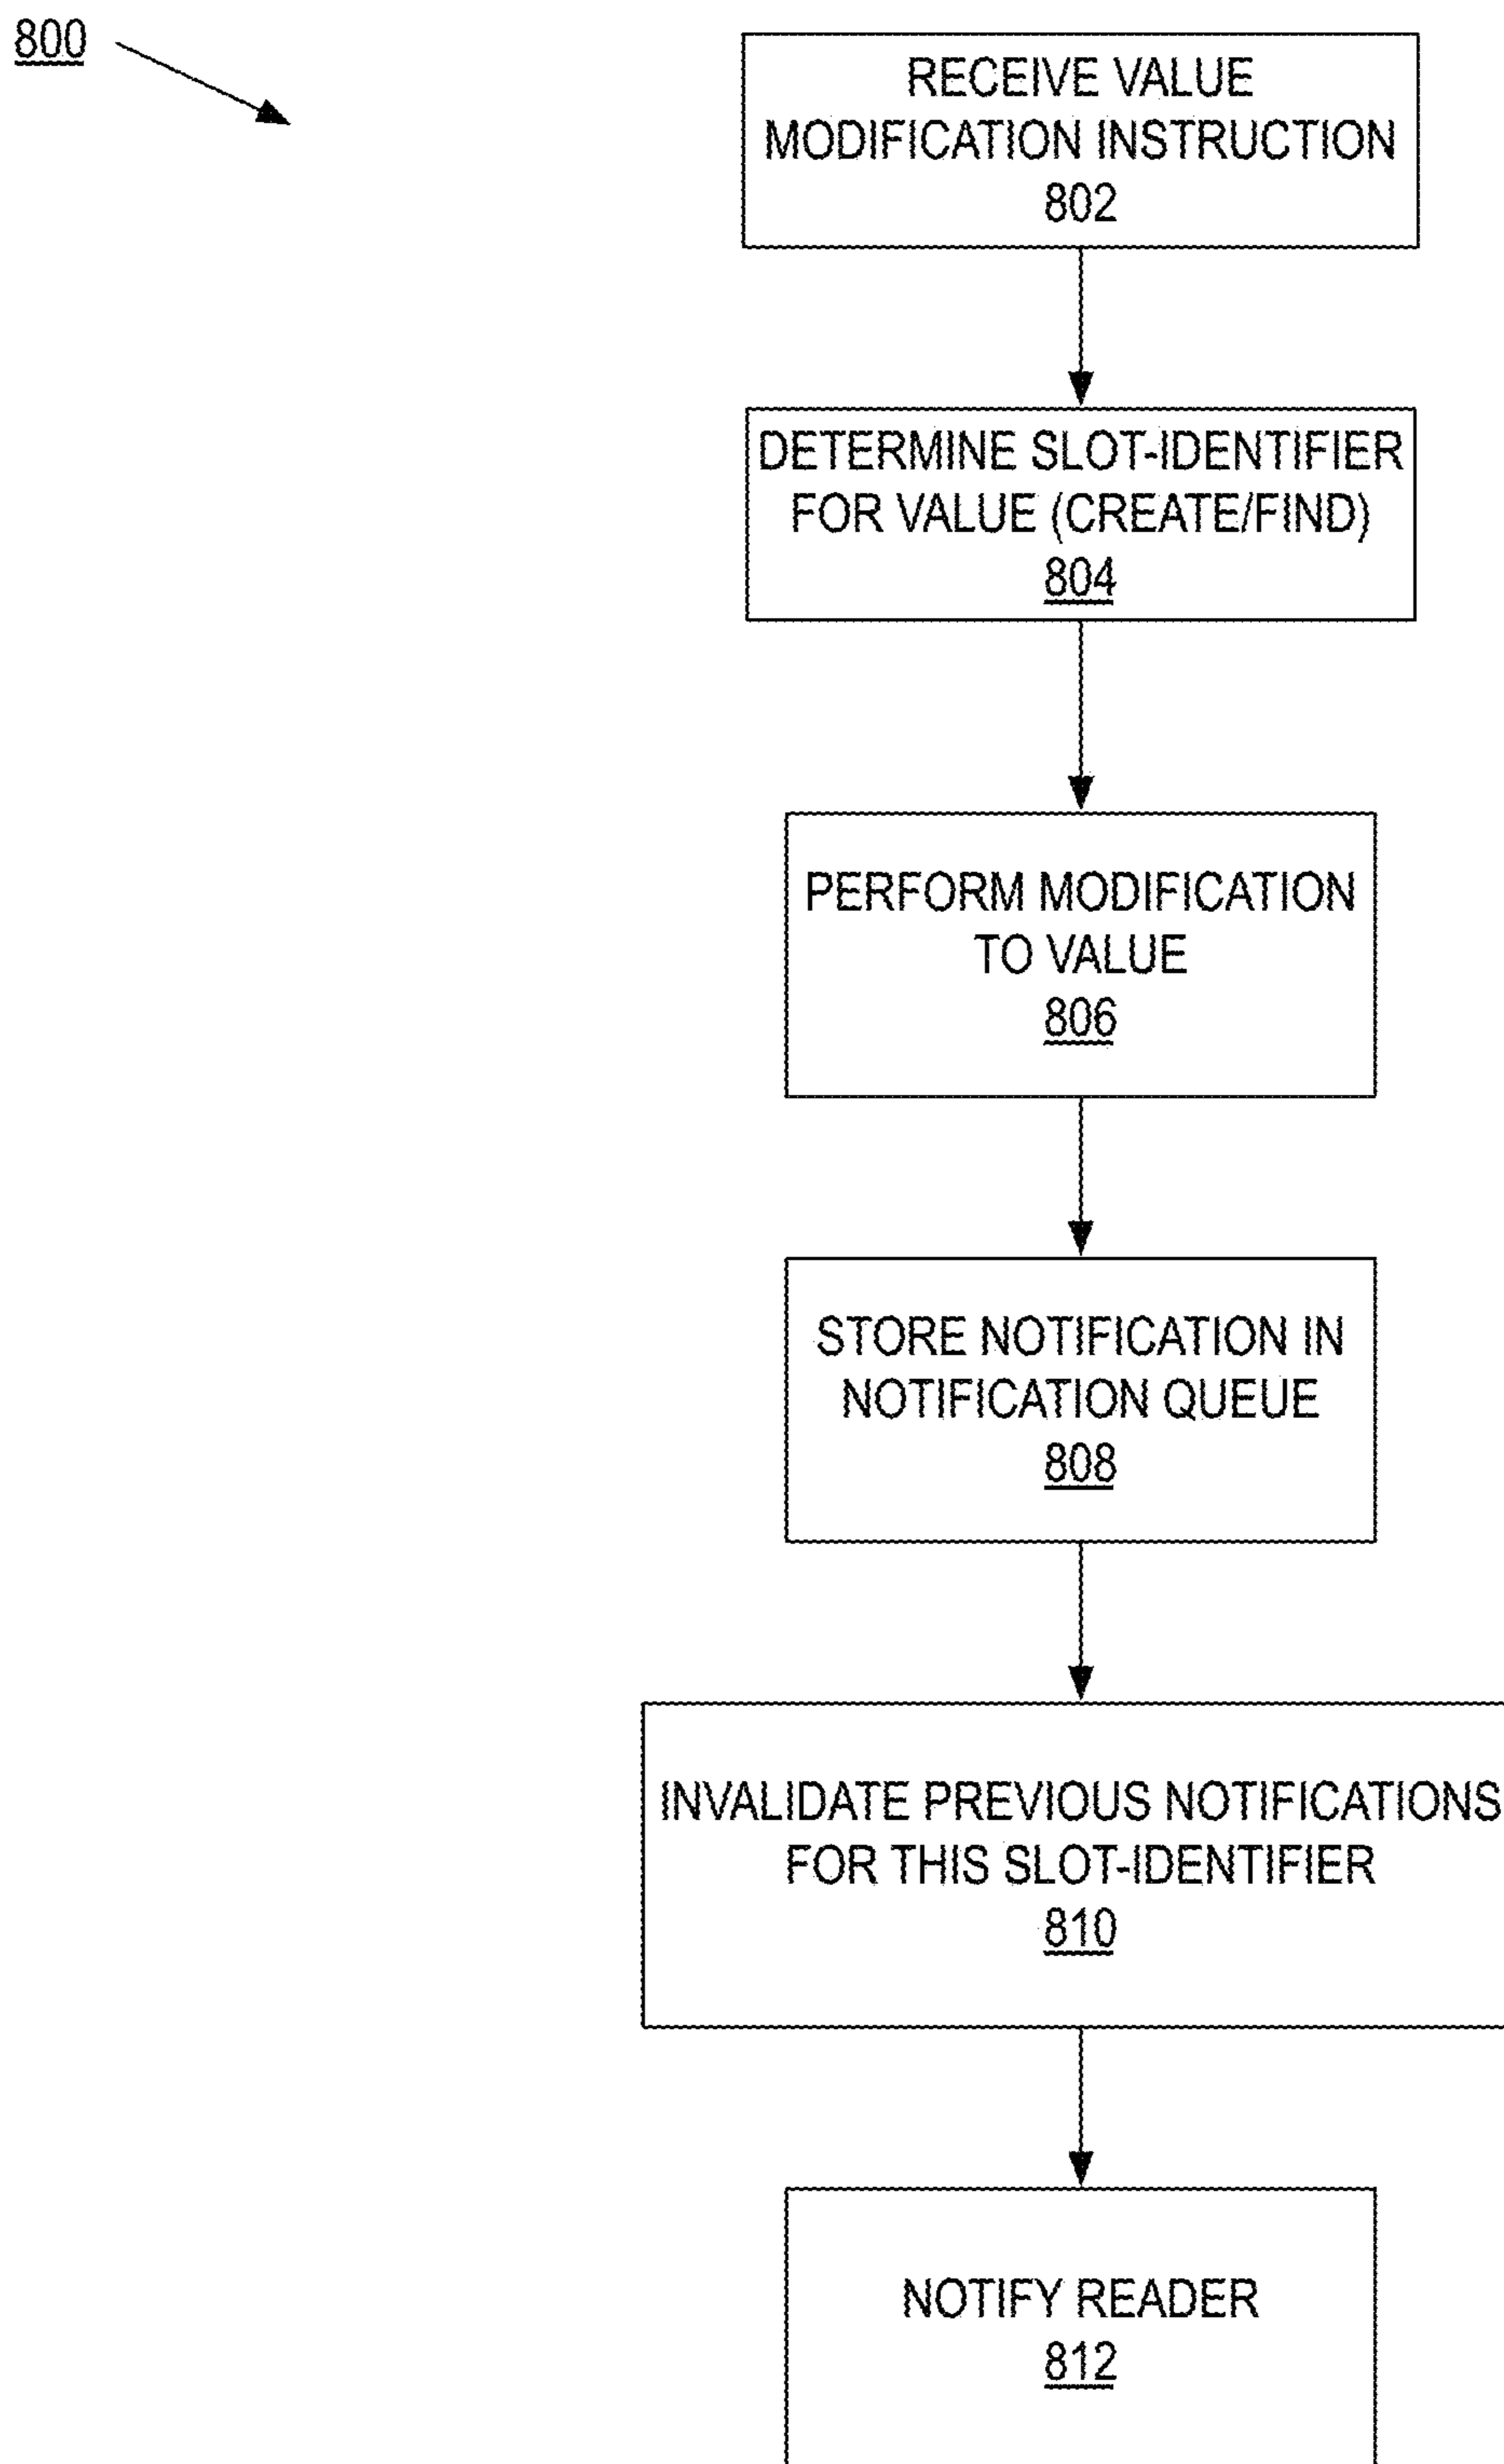 800
RECEIVE VALUE
MODIFICATION INSTRUCTION
802
DETERMINE SLOT-IDENTIFIER
FOR VALUE (CREATE/FIND)
804
PERFORM MODIFICATION
TO VALUE
806
STORE NOTIFICATION IN
NOTIFICATION QUEUE
808
INVALIDATE PREVIOUS NOTIFICATIONS
FOR THIS SLOT-IDENTIFIER
810
NOTIFY READER
812